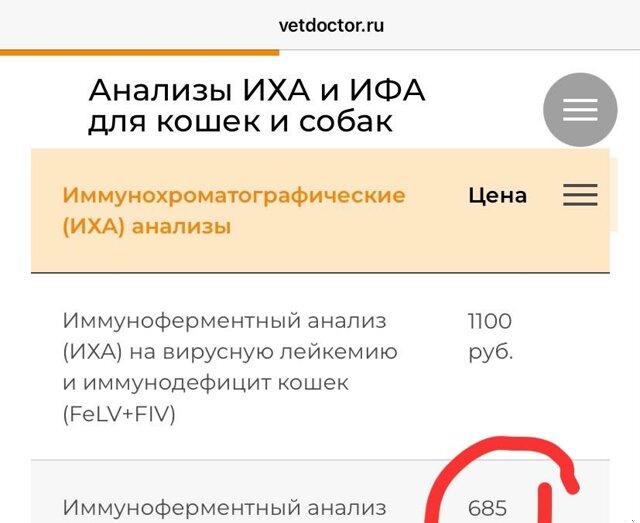 vetdoctor.ru
Анализы ИХА и ИФА
для кошек и собак
Иммунохроматографические
(ИХА) анализы
Цена
Иммуноферментный анализ
(ИХА) на вирусную лейкемию
и иммунодефицит кошек
(FeLV+FIV)
1100
руб.
Иммуноферментный анализ
685